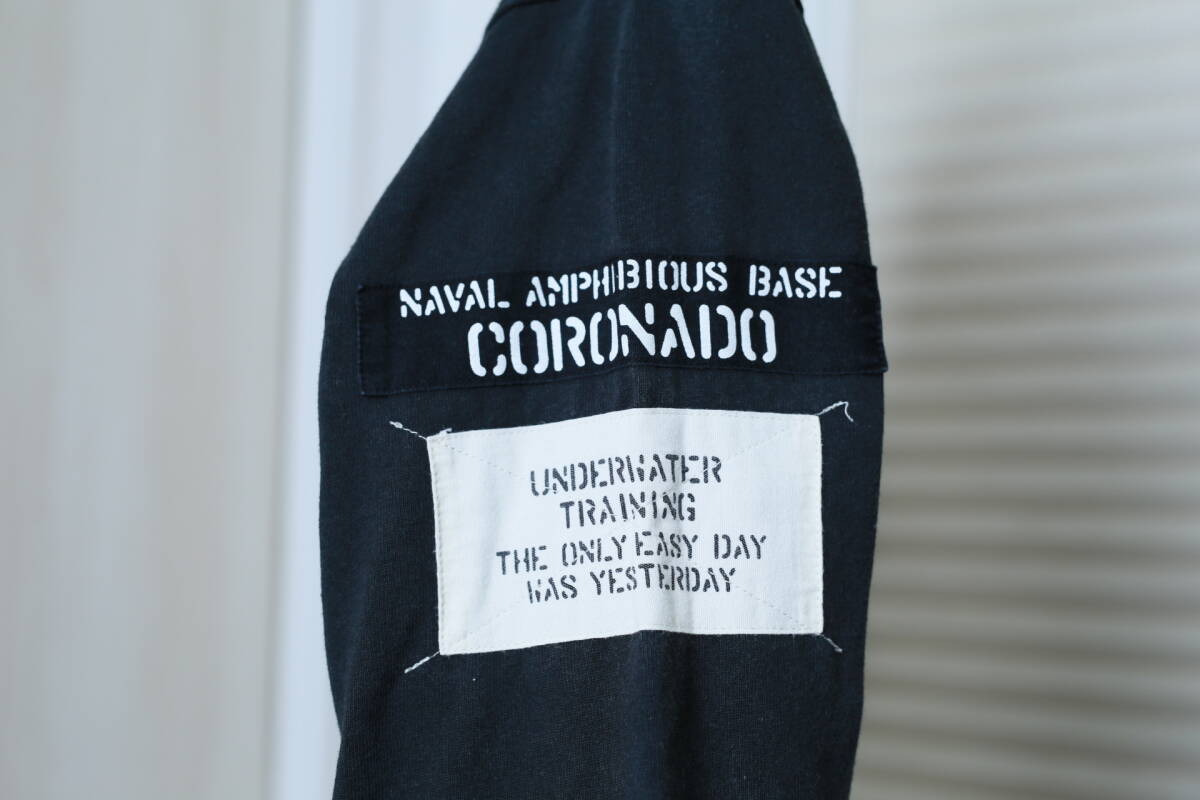 NAVAL AMPHIBIOUS BASE
CORONADO
UNDERWATER
TRAINING
THE ONLY EASY DAY
WAS YESTERDAY